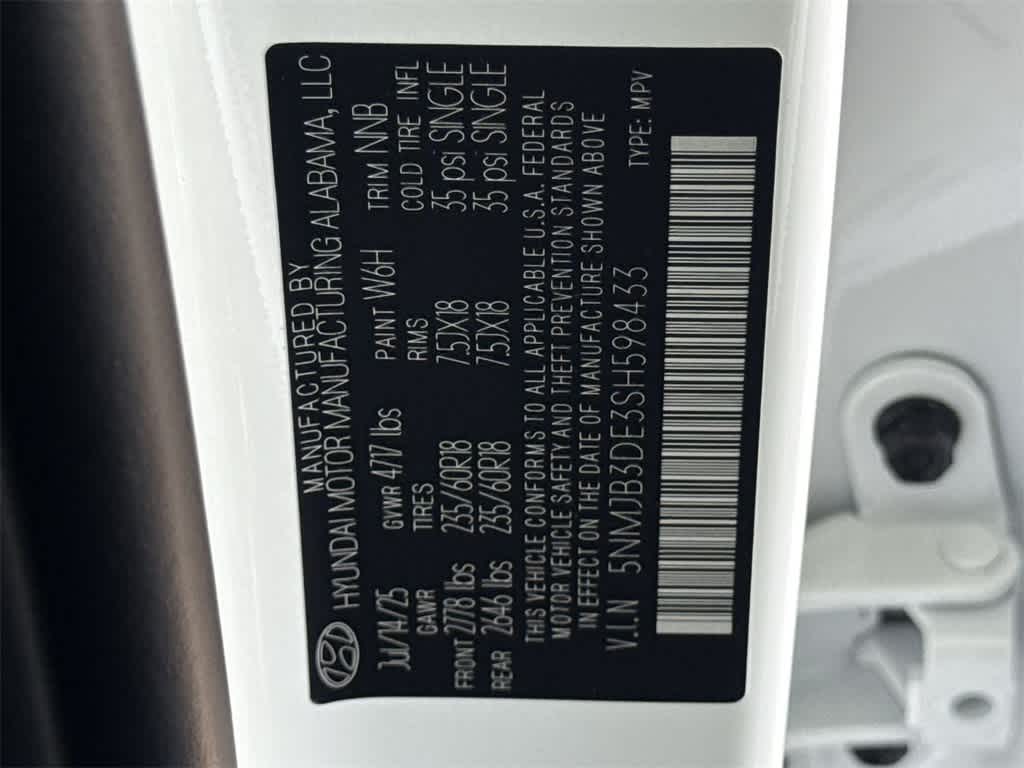 MANUFACTURED BY
HYUNDAI MOTOR MANUFACTURING ALABAMA, LLC
Jul/14/25 GVWR 4777 lbs PAINT W6H TRIM NNB
GAWR TIRES RIMS COLD TIRE INFL
FRONT 2778 lbs 235/60R18 7.5JX18 35 psi SINGLE
REAR 2646 lbs 235/60R18 7.5JX18 35 psi SINGLE
THIS VEHICLE CONFORMS TO ALL APPLICABLE U.S.A. FEDERAL
MOTOR VEHICLE SAFETY AND THEFT PREVENTION STANDARDS
IN EFFECT ON THE DATE OF MANUFACTURE SHOWN ABOVE
V.I.N 5NMJB3DE3SH598433 TYPE: MPV